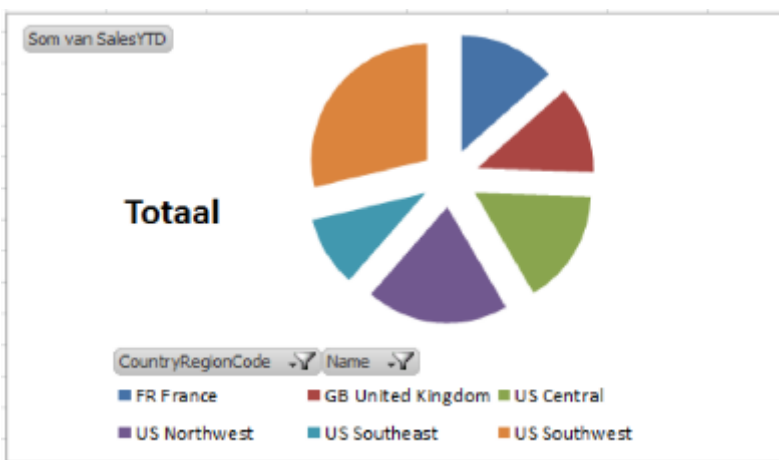 Som van SalesYTD
Totaal
CountryRegionCode Name
FR France GB United Kingdom US Central
US Northwest US Southeast US Southwest